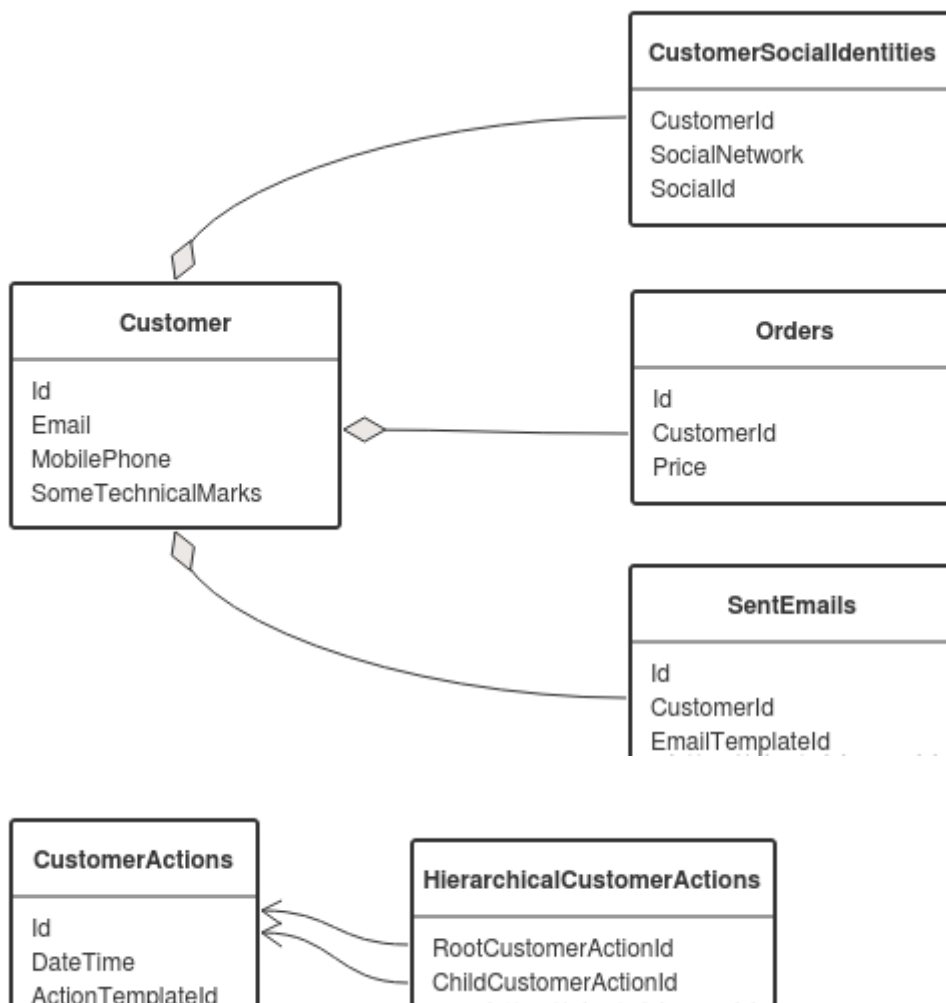 CustomerSocialIdentities
CustomerId
SocialNetwork
SocialId
Customer
Id
Email
MobilePhone
SomeTechnicalMarks
Orders
Id
CustomerId
Price
SentEmails
Id
CustomerId
EmailTemplateId
CustomerActions
Id
DateTime
ActionTemplateId
HierarchicalCustomerActions
RootCustomerActionId
ChildCustomerActionId